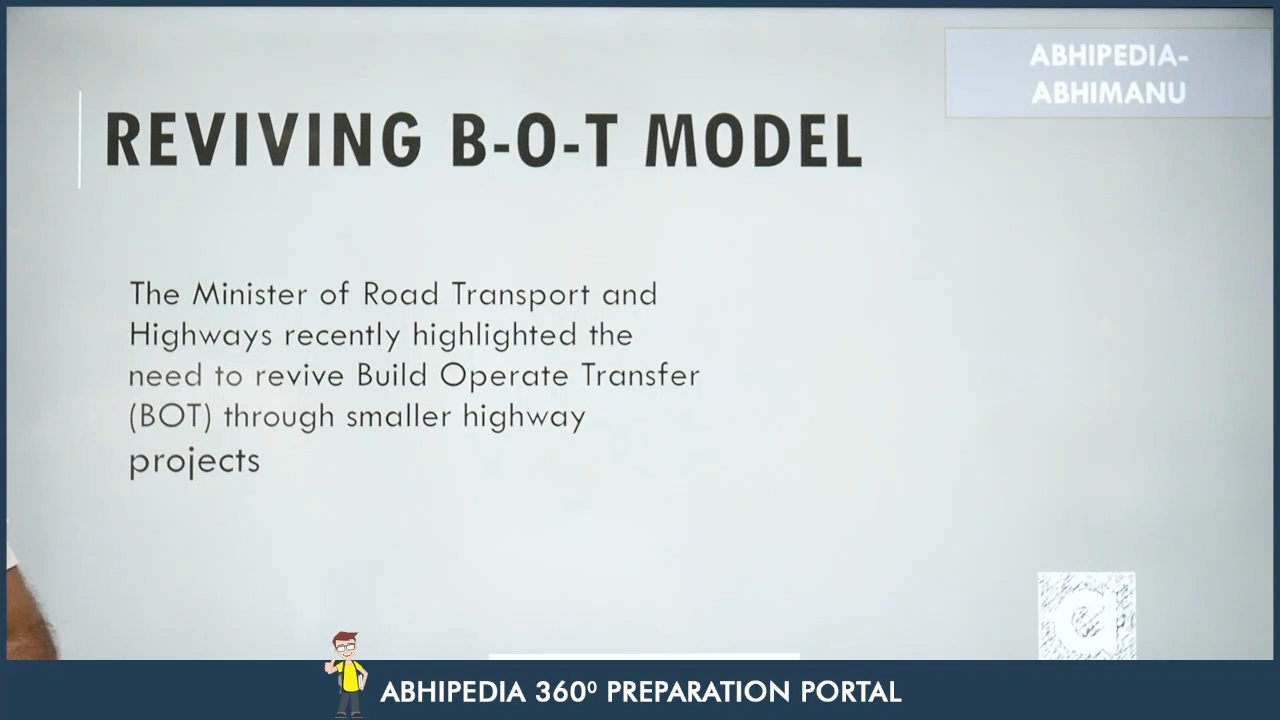 ABHIPEDIA-
ABHIMANU
REVIVING B-O-T MODEL
The Minister of Road Transport and
Highways recently highlighted the
need to revive Build Operate Transfer
(BOT) through smaller highway
projects
ABHIPEDIA 360⁰ PREPARATION PORTAL